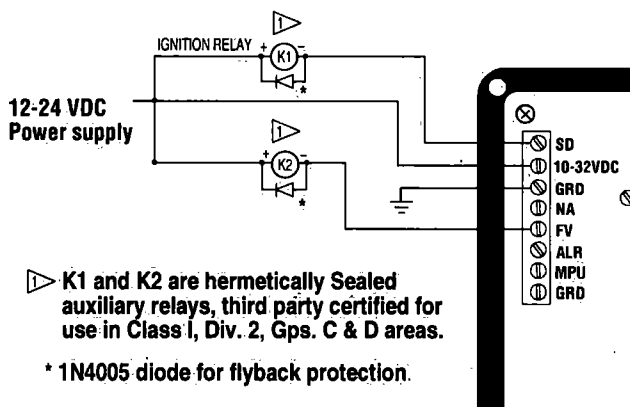 1
IGNITION RELAY + K1 -
*
12-24 VDC
Power supply
1
+ K2 -
*
SD
10-32VDC
GRD
NA
FV
ALR
MPU
GRD
1 K1 and K2 are hermetically Sealed
auxiliary relays, third party certified for
use in Class I, Div. 2, Gps. C & D areas.
* 1N4005 diode for flyback protection.